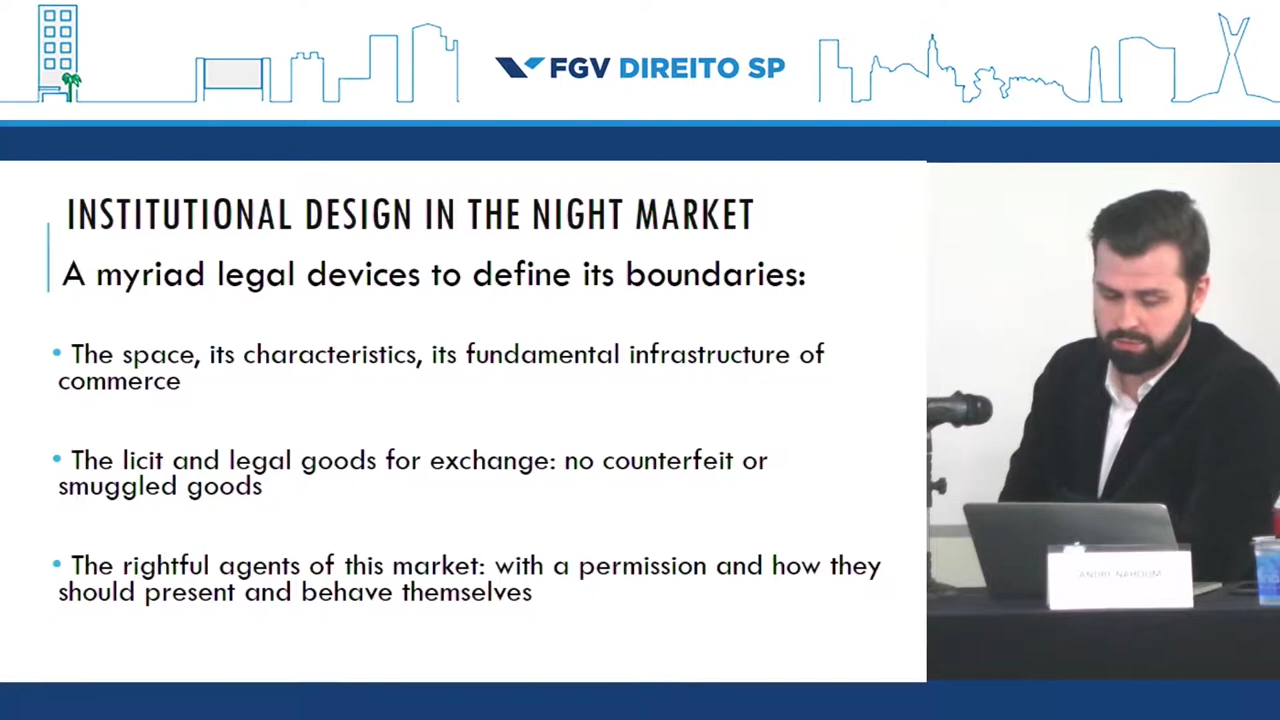 FGV DIREITO SP
INSTITUTIONAL DESIGN IN THE NIGHT MARKET
A myriad legal devices to define its boundaries:
• The space, its characteristics, its fundamental infrastructure of
commerce
• The licit and legal goods for exchange: no counterfeit or
smuggled goods
• The rightful agents of this market: with a permission and how they
should present and behave themselves
ANDRE NAHOUM